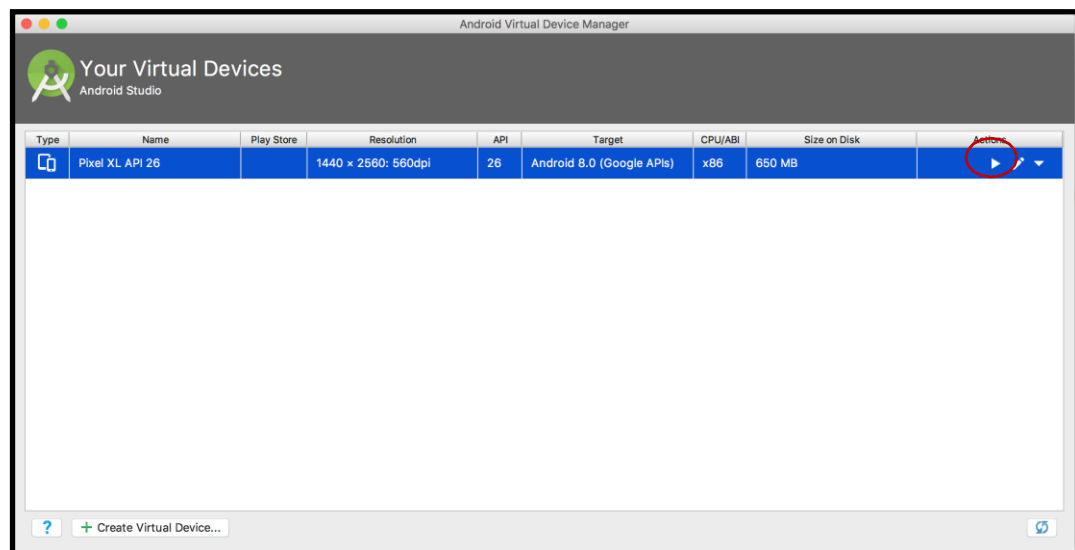 Android Virtual Device Manager
Your Virtual Devices
Android Studio
Type Name Play Store Resolution API Target CPU/ABI Size on Disk Actions
Pixel XL API 26 1440 × 2560: 560dpi 26 Android 8.0 (Google APIs) x86 650 MB
? + Create Virtual Device...